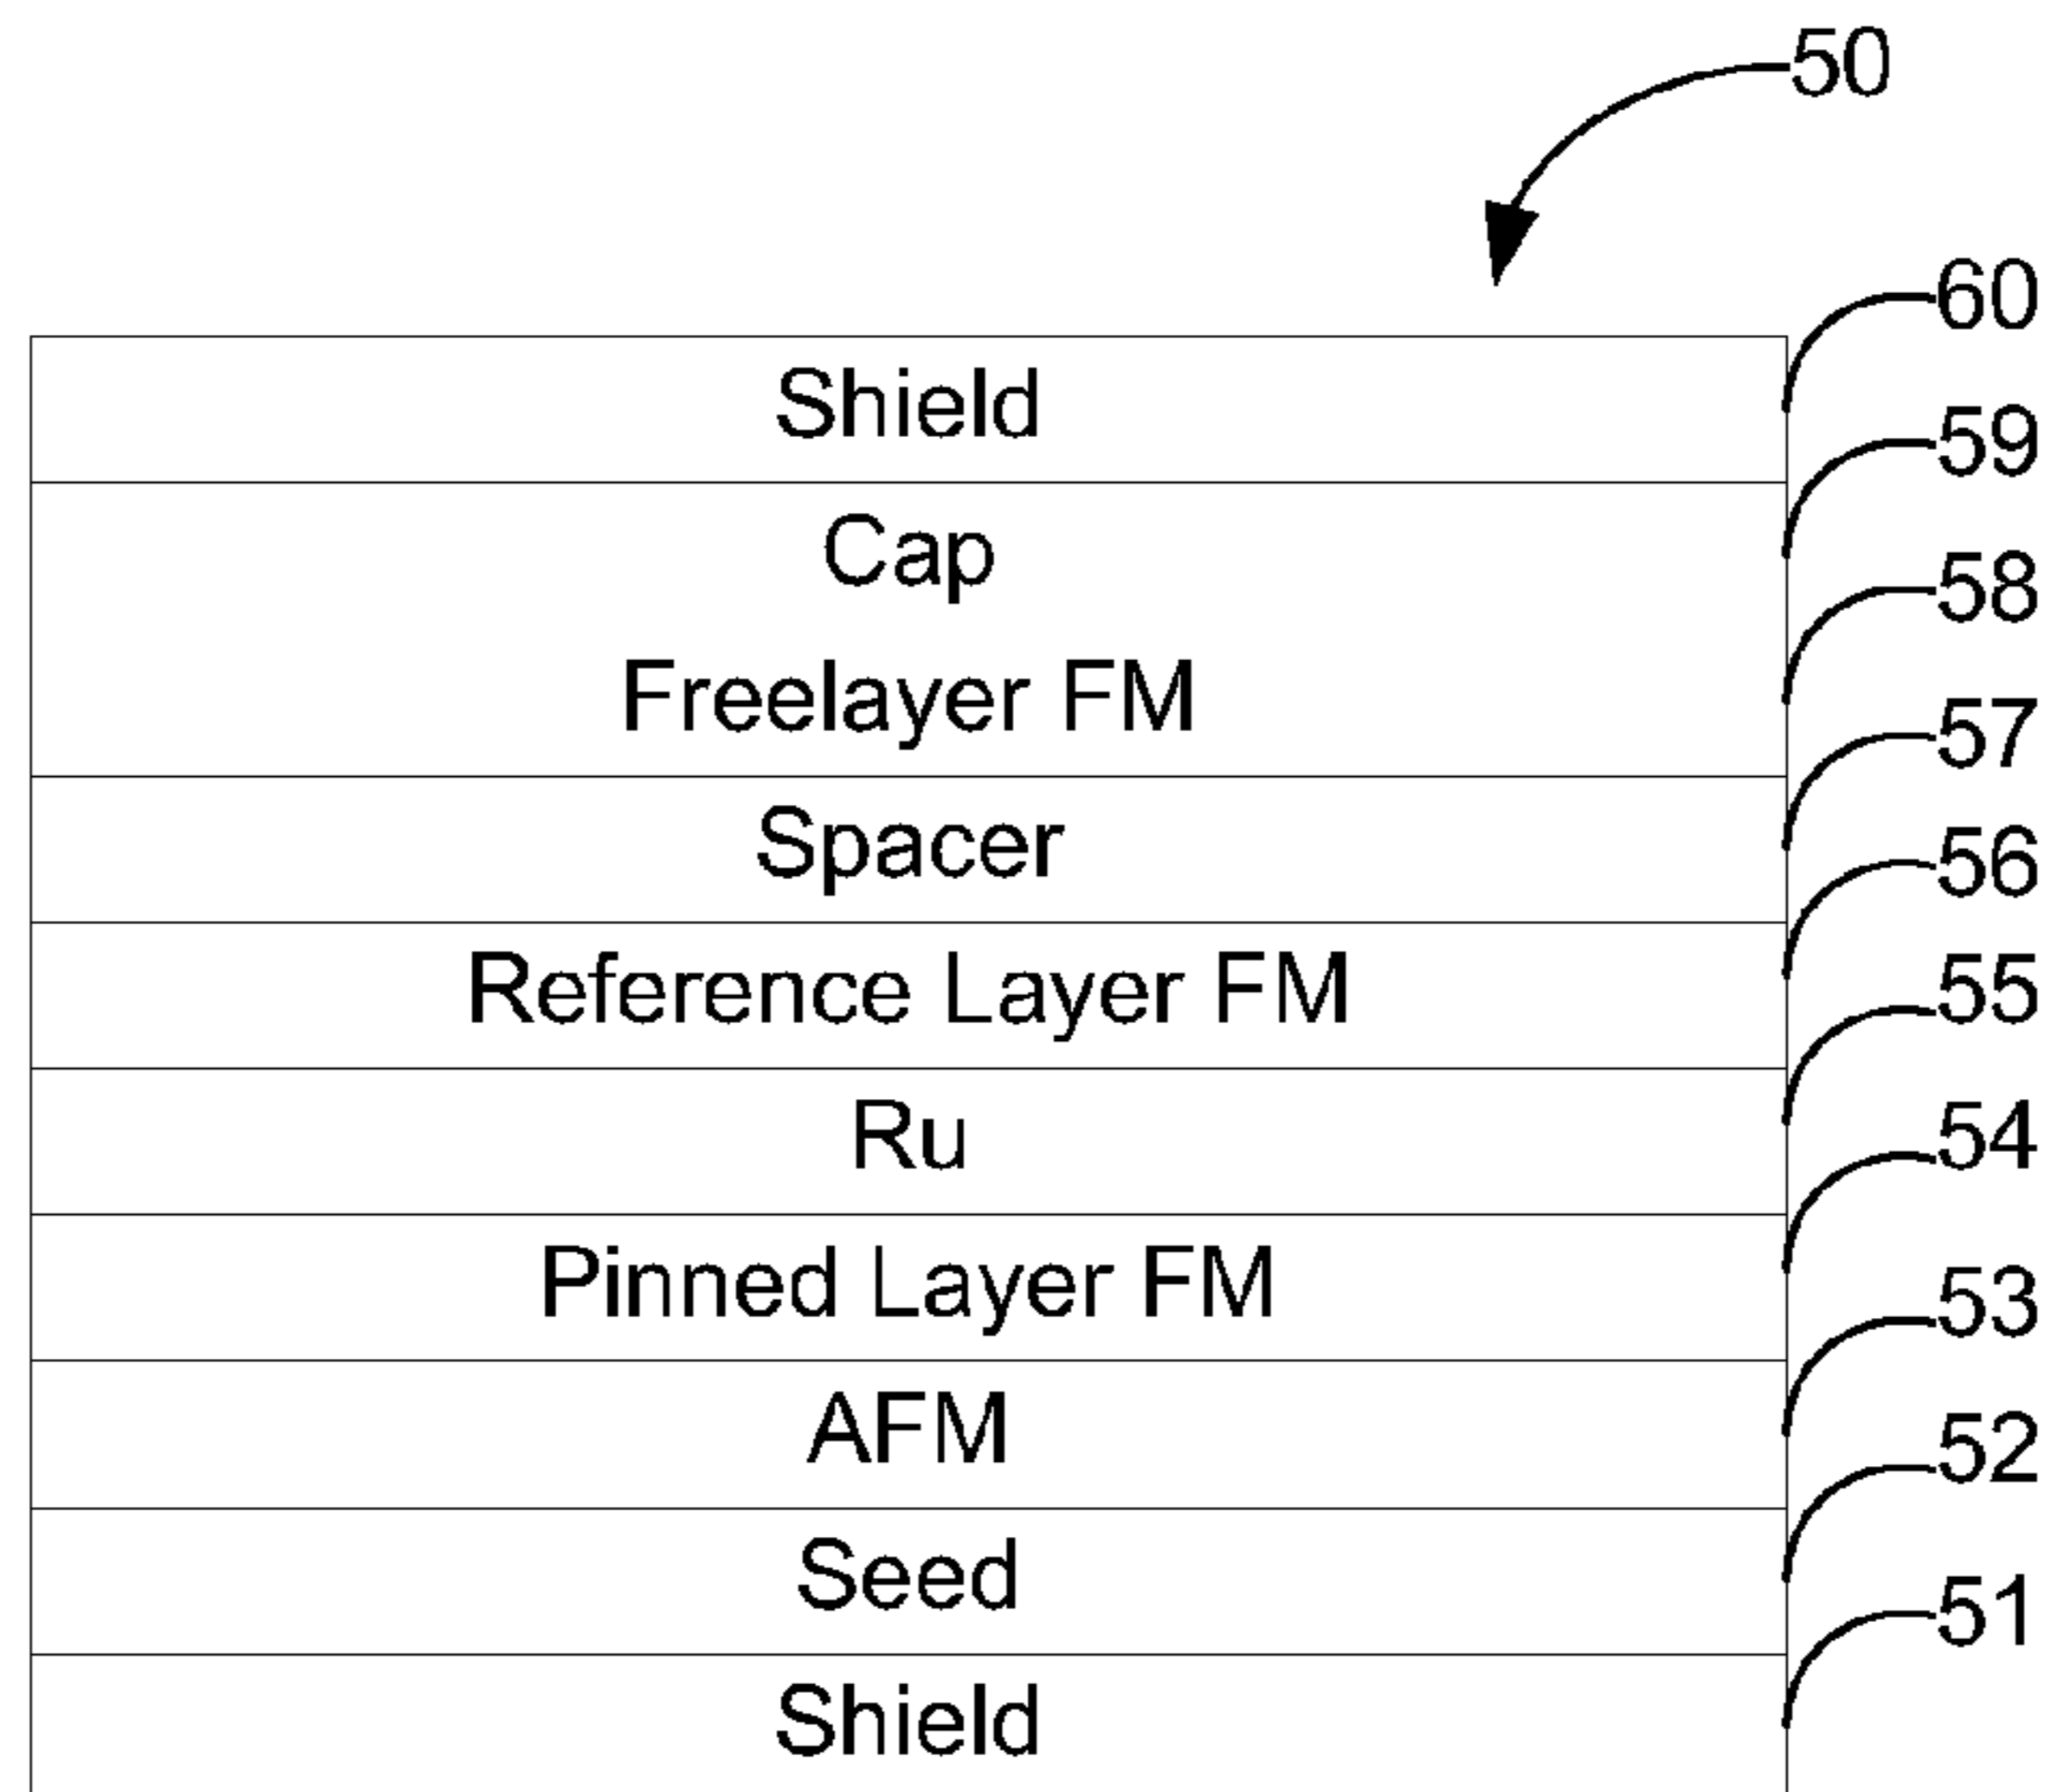 50
60
Shield
59
Cap
58
Freelayer FM
57
Spacer
56
Reference Layer FM
55
Ru
54
Pinned Layer FM
53
AFM
52
Seed
51
Shield